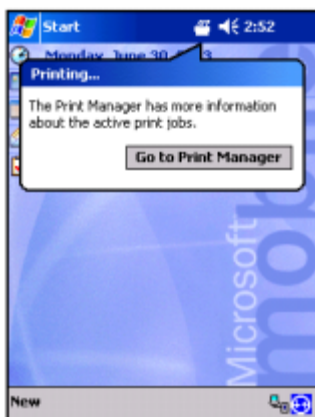 Start 2:52
Monday, June 30,
Printing...
The Print Manager has more information
about the active print jobs.
Go to Print Manager
Microsoft
mobile
New